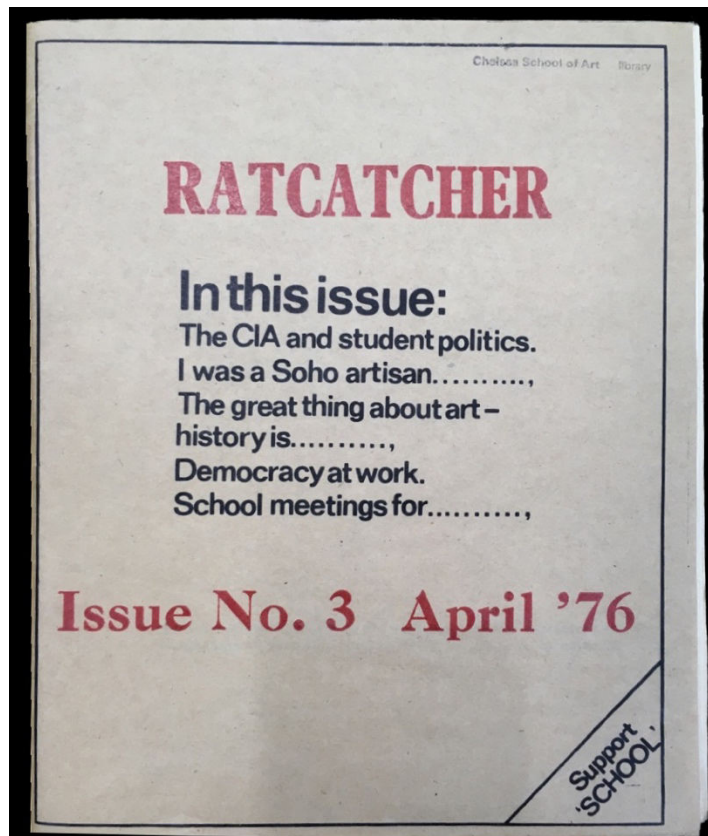 Chelsea School of Art library
RATCATCHER
In this issue:
The CIA and student politics.
I was a Soho artisan..........,
The great thing about art–
history is..........,
Democracy at work.
School meetings for..........,
Issue No. 3 April ’76
Support
‘SCHOOL’